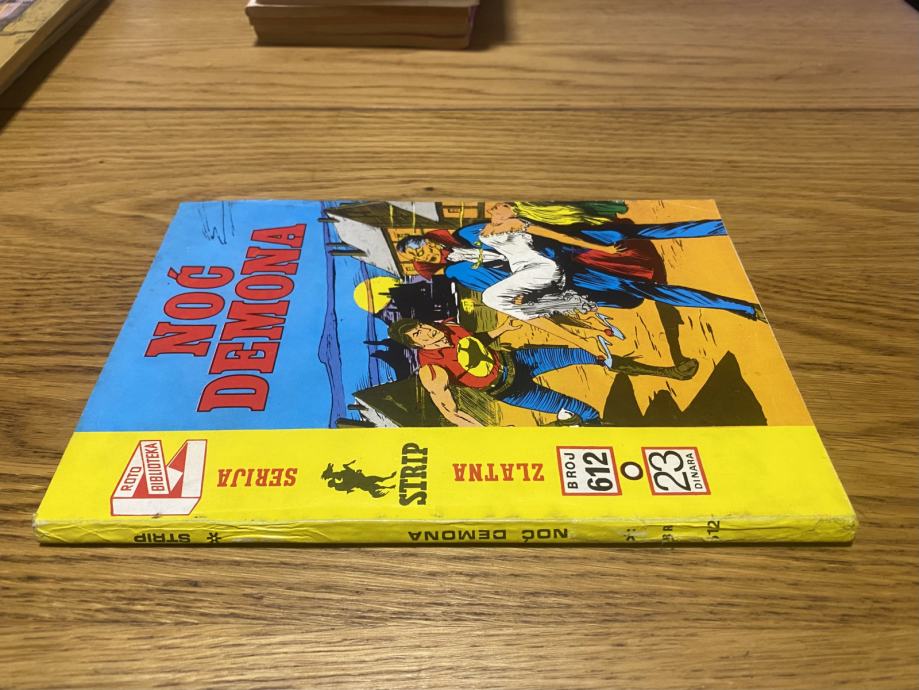 NOĆ
DEMONA
ROTO
BIBLIOTEKA
ZLATNA
STRIP
SERIJA
BROJ
612
23
DINARA
STRIP
NOĆ DEMONA